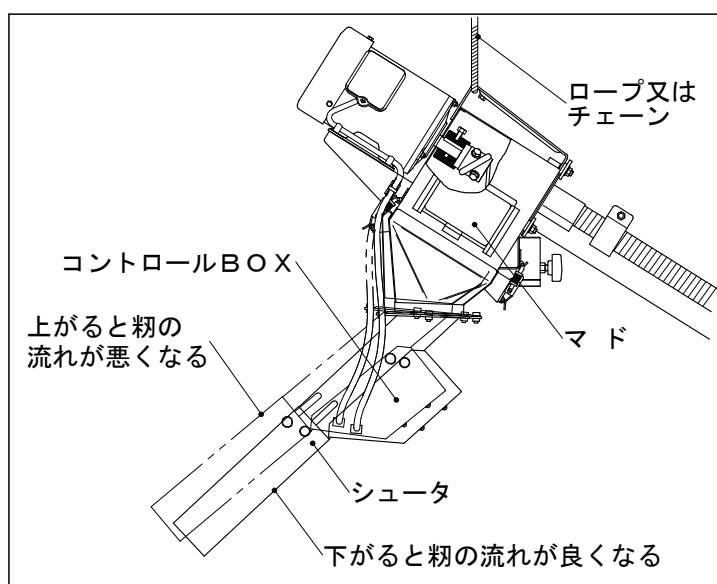 ロープ又は
チェーン
コントロールＢＯＸ
マ ド
上がると籾の
流れが悪くなる
シュータ
下がると籾の流れが良くなる